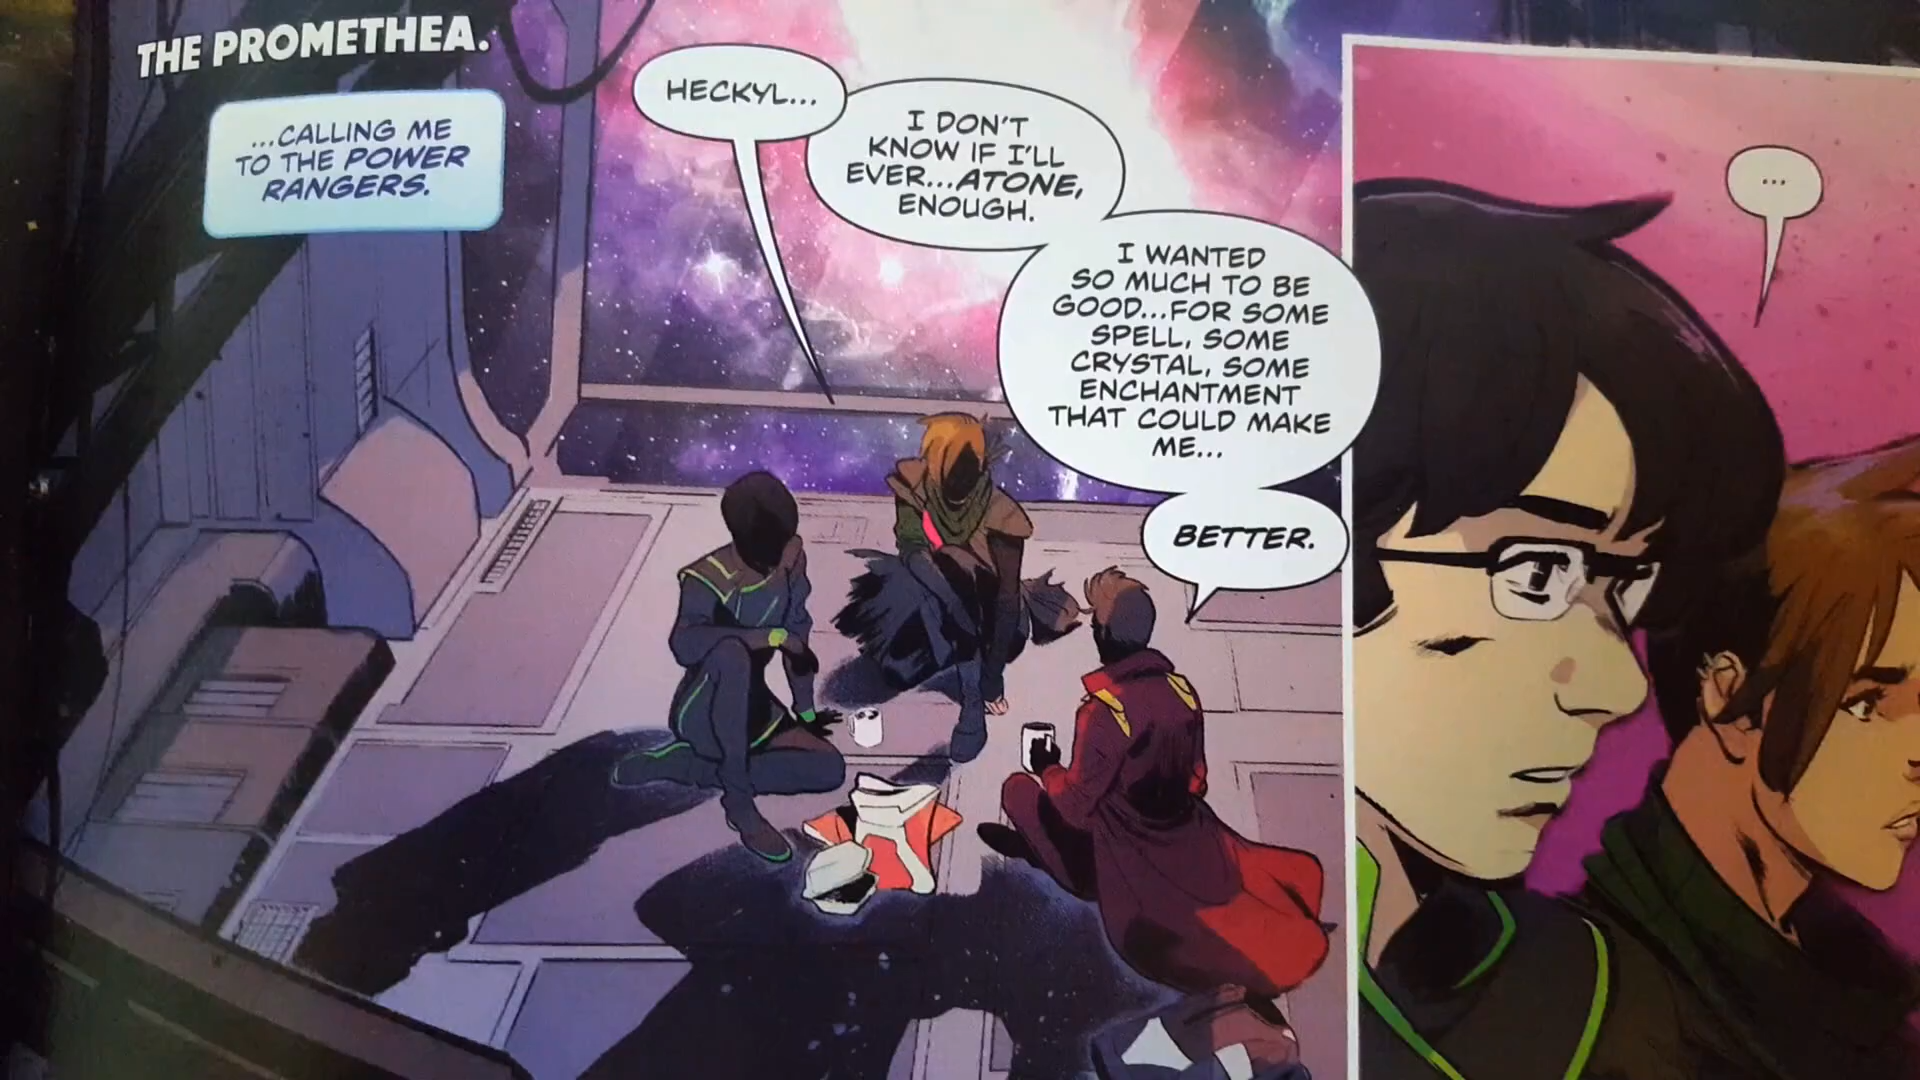 THE PROMETHEA.
...CALLING ME
TO THE POWER
RANGERS.
HECKYL...
I DON'T
KNOW IF I'LL
EVER...ATONE,
ENOUGH.
I WANTED
SO MUCH TO BE
GOOD...FOR SOME
SPELL, SOME
CRYSTAL, SOME
ENCHANTMENT
THAT COULD MAKE
ME...
BETTER.
...